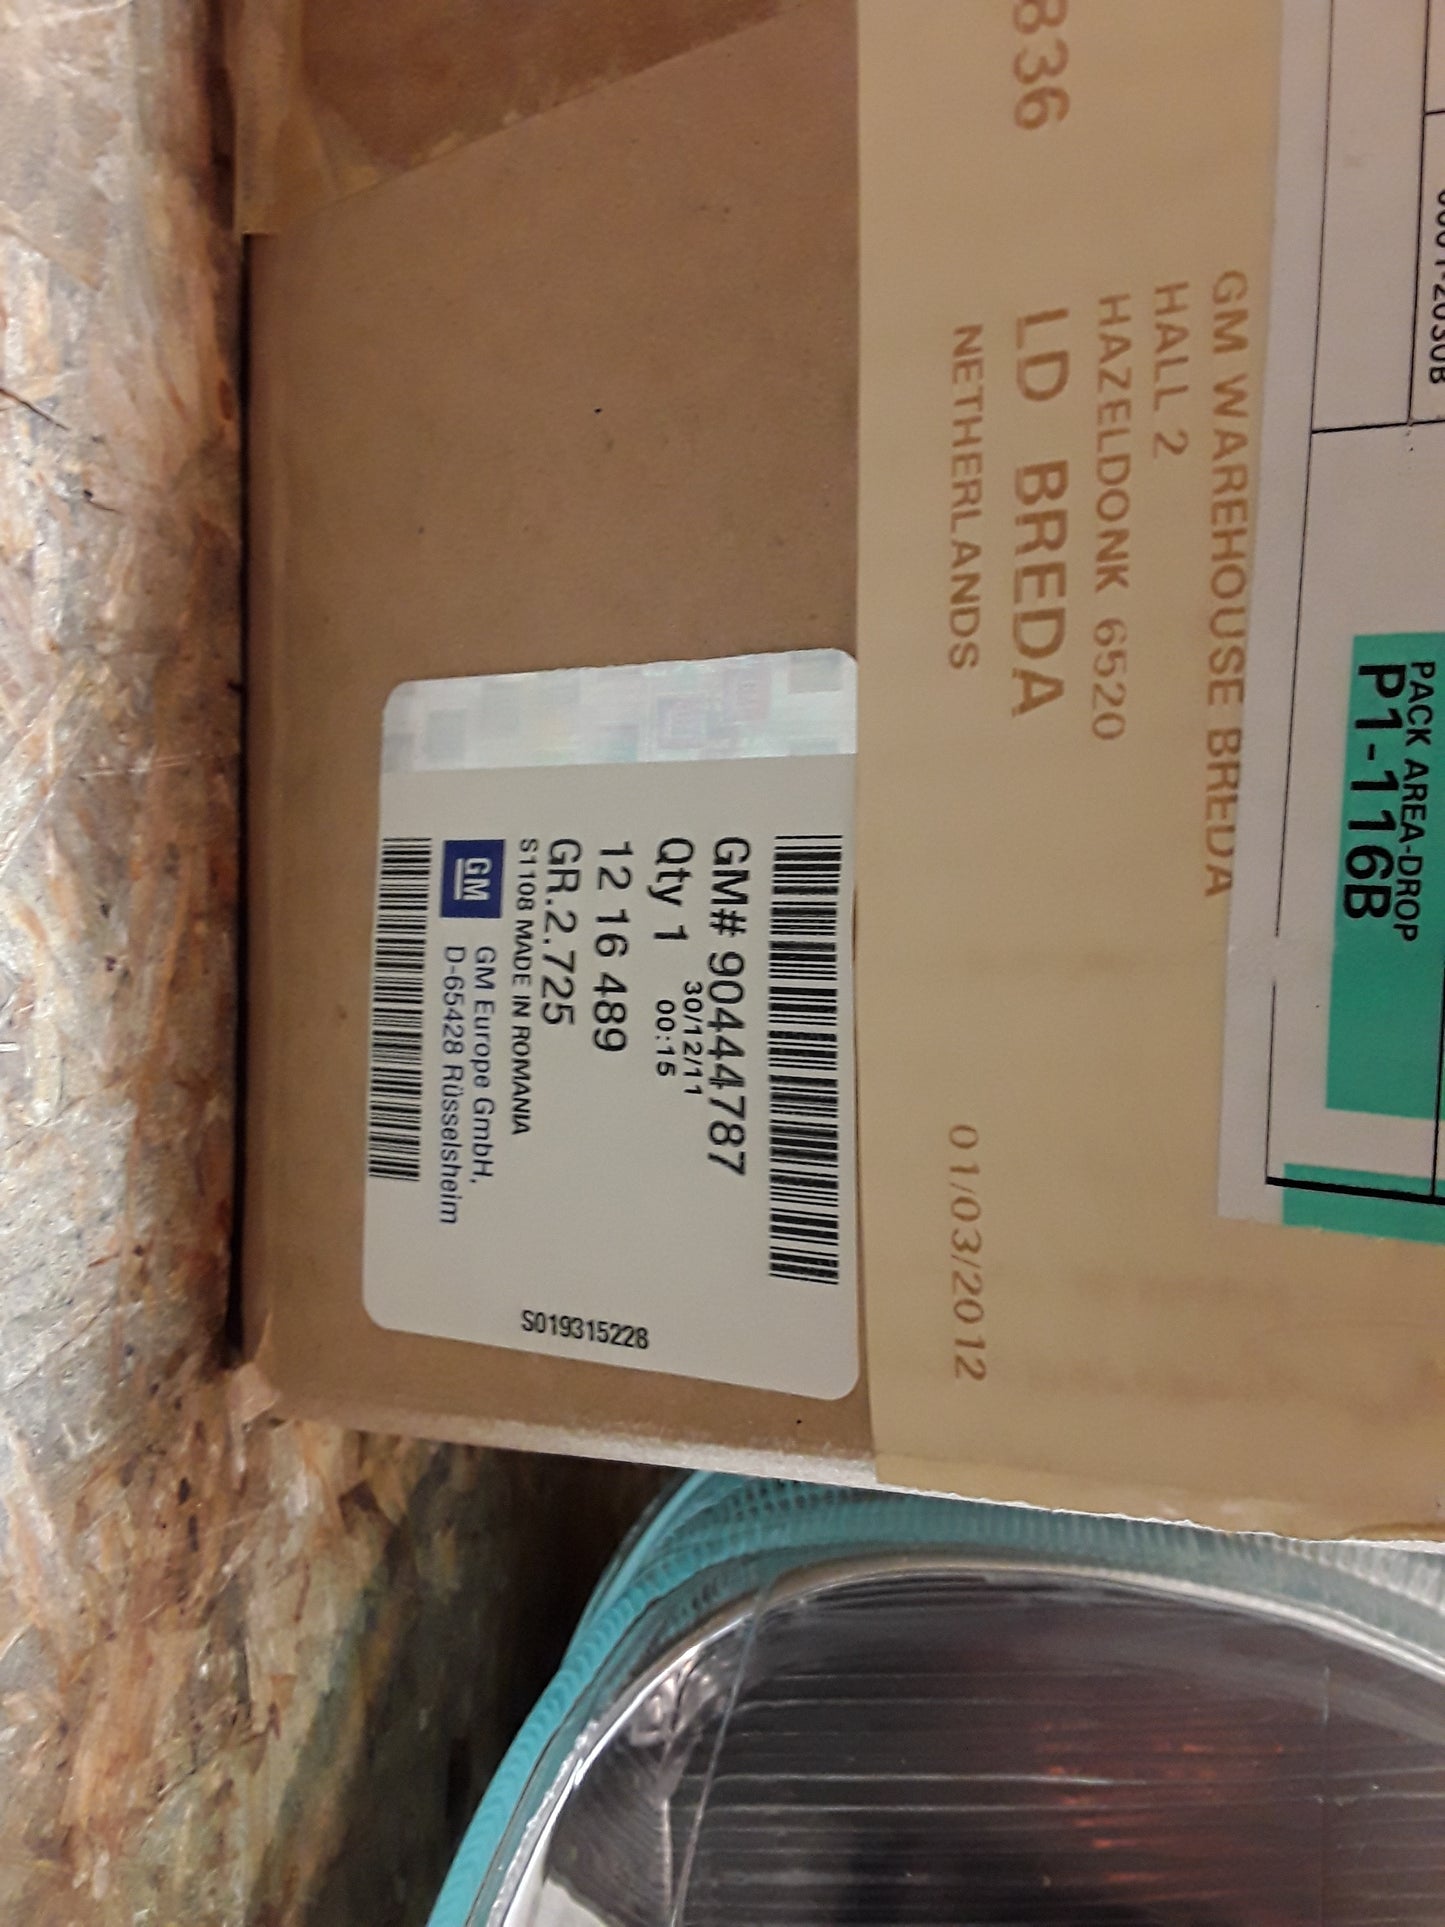 0001-2030B
PACK AREA-DROP
P1-116B
GM WAREHOUSE BREDA
HALL 2
HAZELDONK 6520
836
LD BREDA
NETHERLANDS
01/03/2012
GM# 90444787
Qty 1
30/12/11
00:15
12 16 489
GR.2.725
S1108 MADE IN ROMANIA
GM
GM Europe GmbH,
D-65428 Rüsselsheim
S019315228